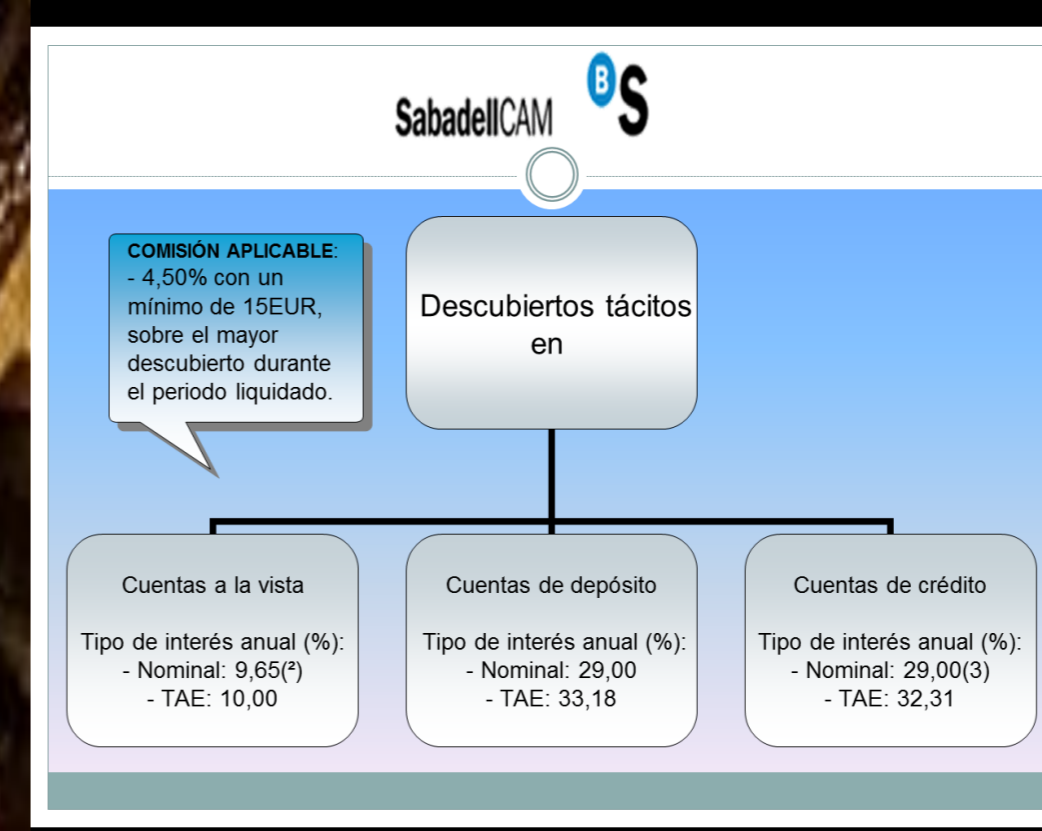 SabadellCAM
B S
COMISIÓN APLICABLE:
- 4,50% con un
mínimo de 15EUR,
sobre el mayor
descubierto durante
el periodo liquidado.
Descubiertos tácitos
en
Cuentas a la vista
Tipo de interés anual (%):
- Nominal: 9,65(²)
- TAE: 10,00
Cuentas de depósito
Tipo de interés anual (%):
- Nominal: 29,00
- TAE: 33,18
Cuentas de crédito
Tipo de interés anual (%):
- Nominal: 29,00(3)
- TAE: 32,31